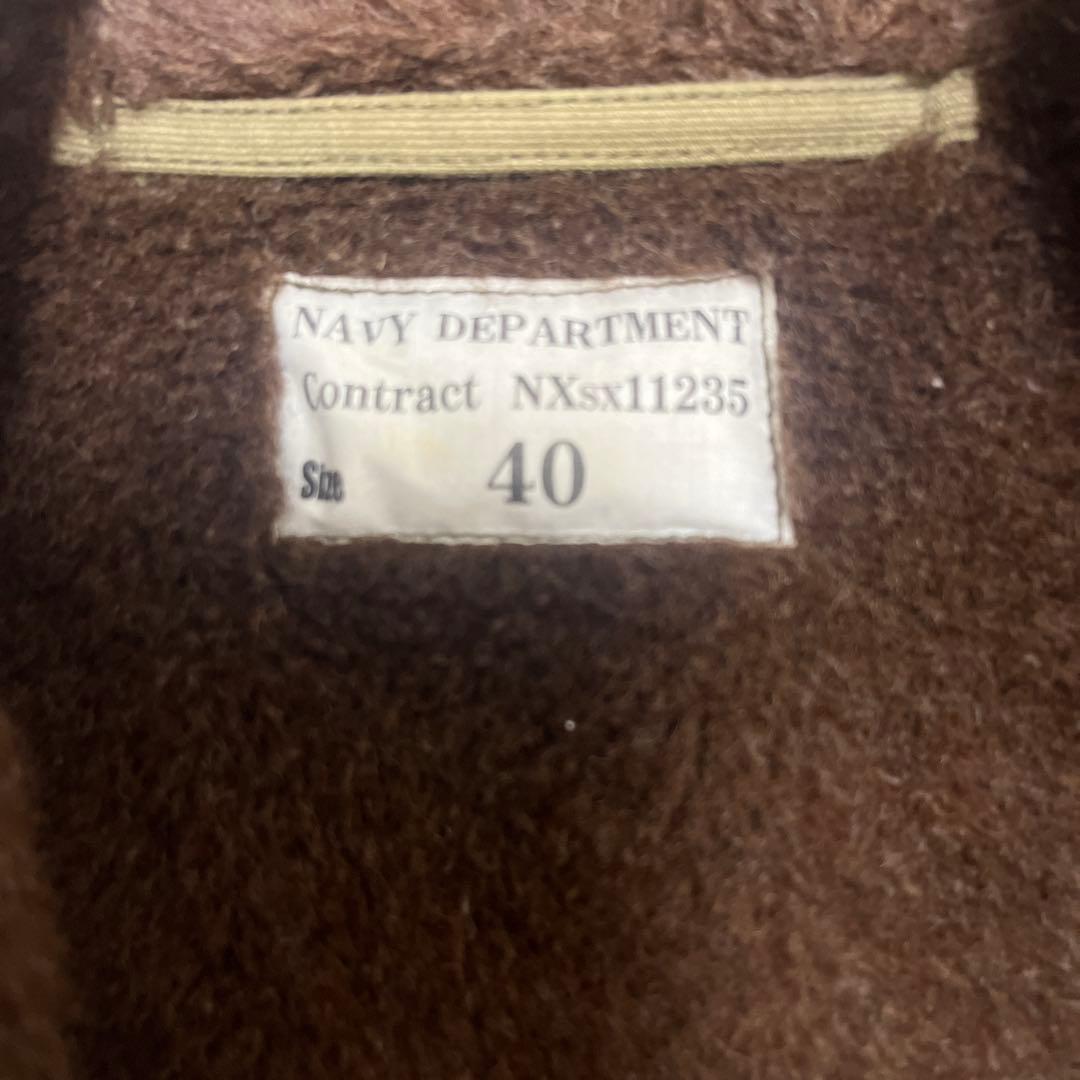 NAVY DEPARTMENT
Contract NXsx11235
Size 40